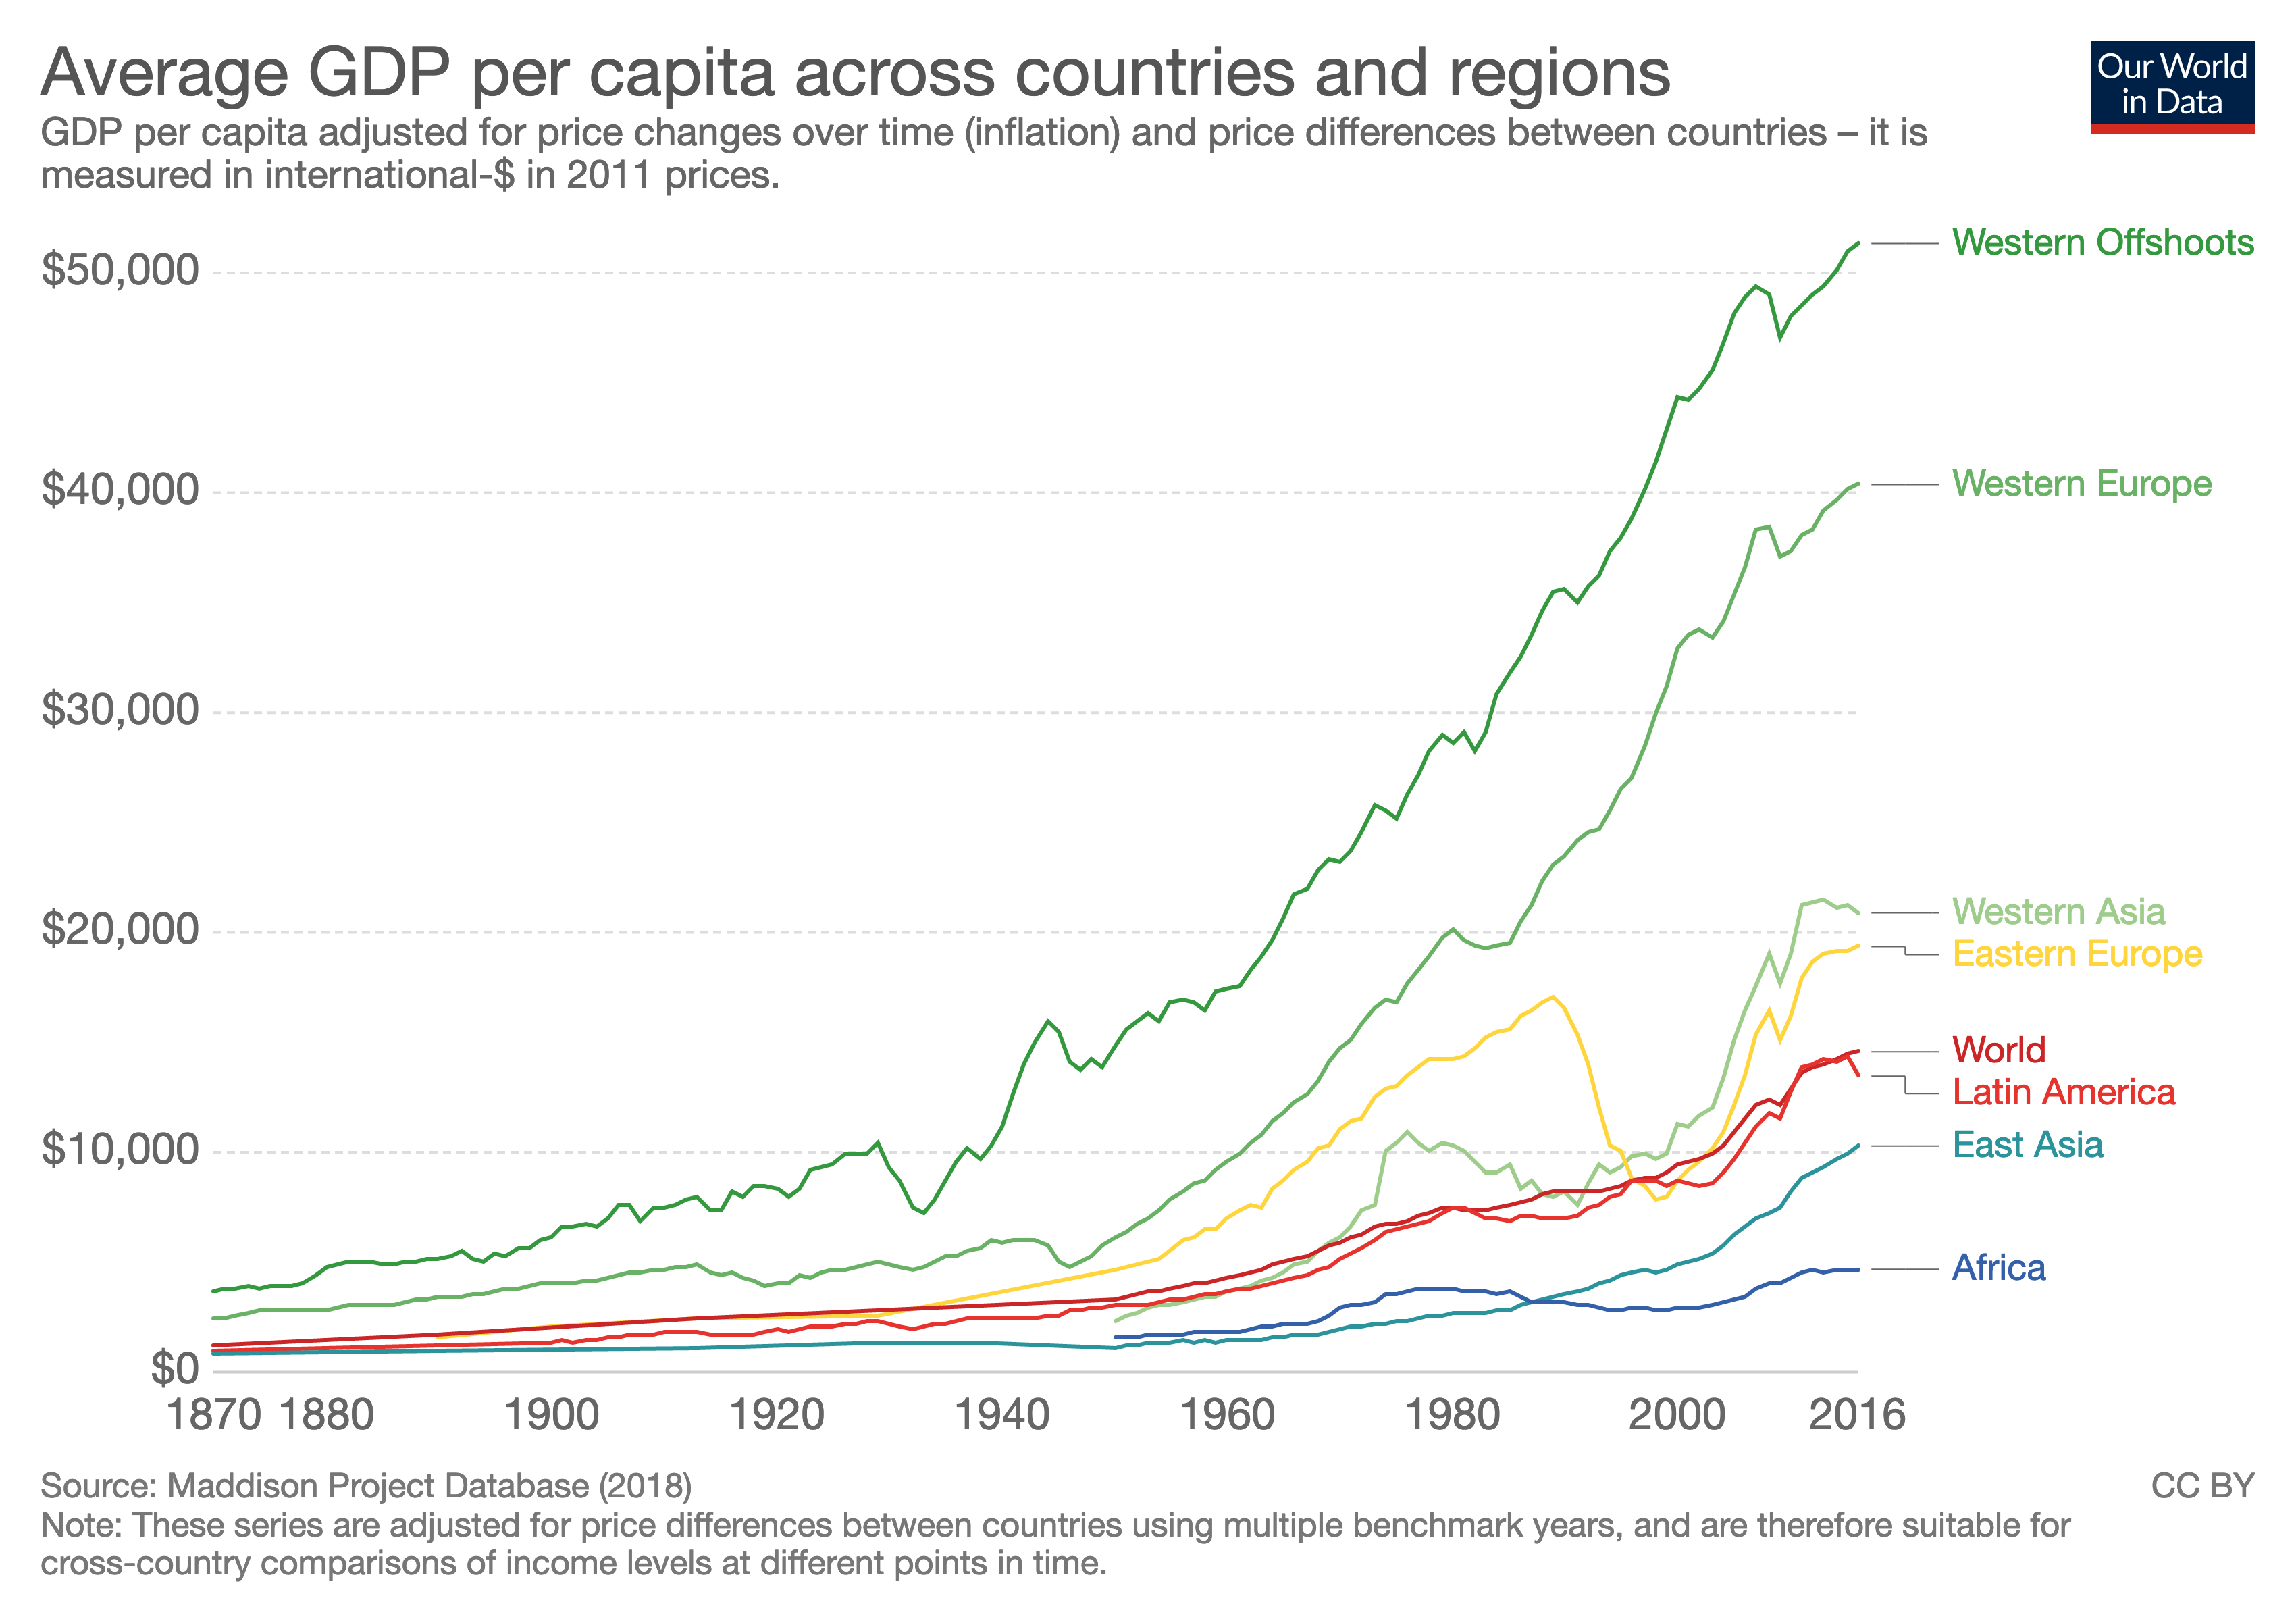 Average GDP per capita across countries and regions
GDP per capita adjusted for price changes over time (inflation) and price differences between countries – it is
measured in international-$ in 2011 prices.
Our World
in Data
$50,000
$40,000
$30,000
$20,000
$10,000
$0
Western Offshoots
Western Europe
Western Asia
Eastern Europe
World
Latin America
East Asia
Africa
1870 1880 1900 1920 1940 1960 1980 2000 2016
Source: Maddison Project Database (2018)
CC BY
Note: These series are adjusted for price differences between countries using multiple benchmark years, and are therefore suitable for
cross-country comparisons of income levels at different points in time.